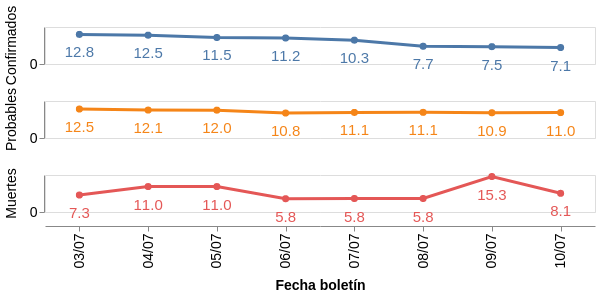 Confirmados
0
12.8 12.5 11.5 11.2 10.3 7.7 7.5 7.1
Probables
0
12.5 12.1 12.0 10.8 11.1 11.1 10.9 11.0
Muertes
0
7.3 11.0 11.0 5.8 5.8 5.8 15.3 8.1
03/07 04/07 05/07 06/07 07/07 08/07 09/07 10/07
Fecha boletín